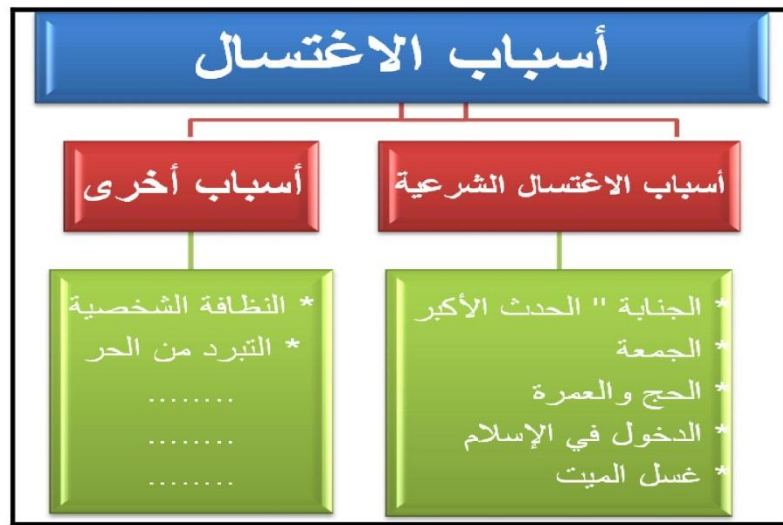 أسباب الاغتسال
أسباب الاغتسال الشرعية
* الجنابة " الحدث الأكبر
* الجمعة
* الحج والعمرة
* الدخول في الإسلام
* غسل الميت
أسباب أخرى
* النظافة الشخصية
* التبرد من الحر
........
........
........